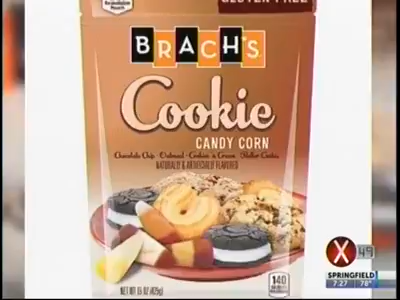 GLUTEN FREE
BRACH'S
Cookie
CANDY CORN
Chocolate Chip · Oatmeal · Cookies 'n Cream · Butter Cookie
NATURALLY & ARTIFICIALLY FLAVORED
140
NET WT. 15 OZ (425g)
X 49
SPRINGFIELD
7:27 76°